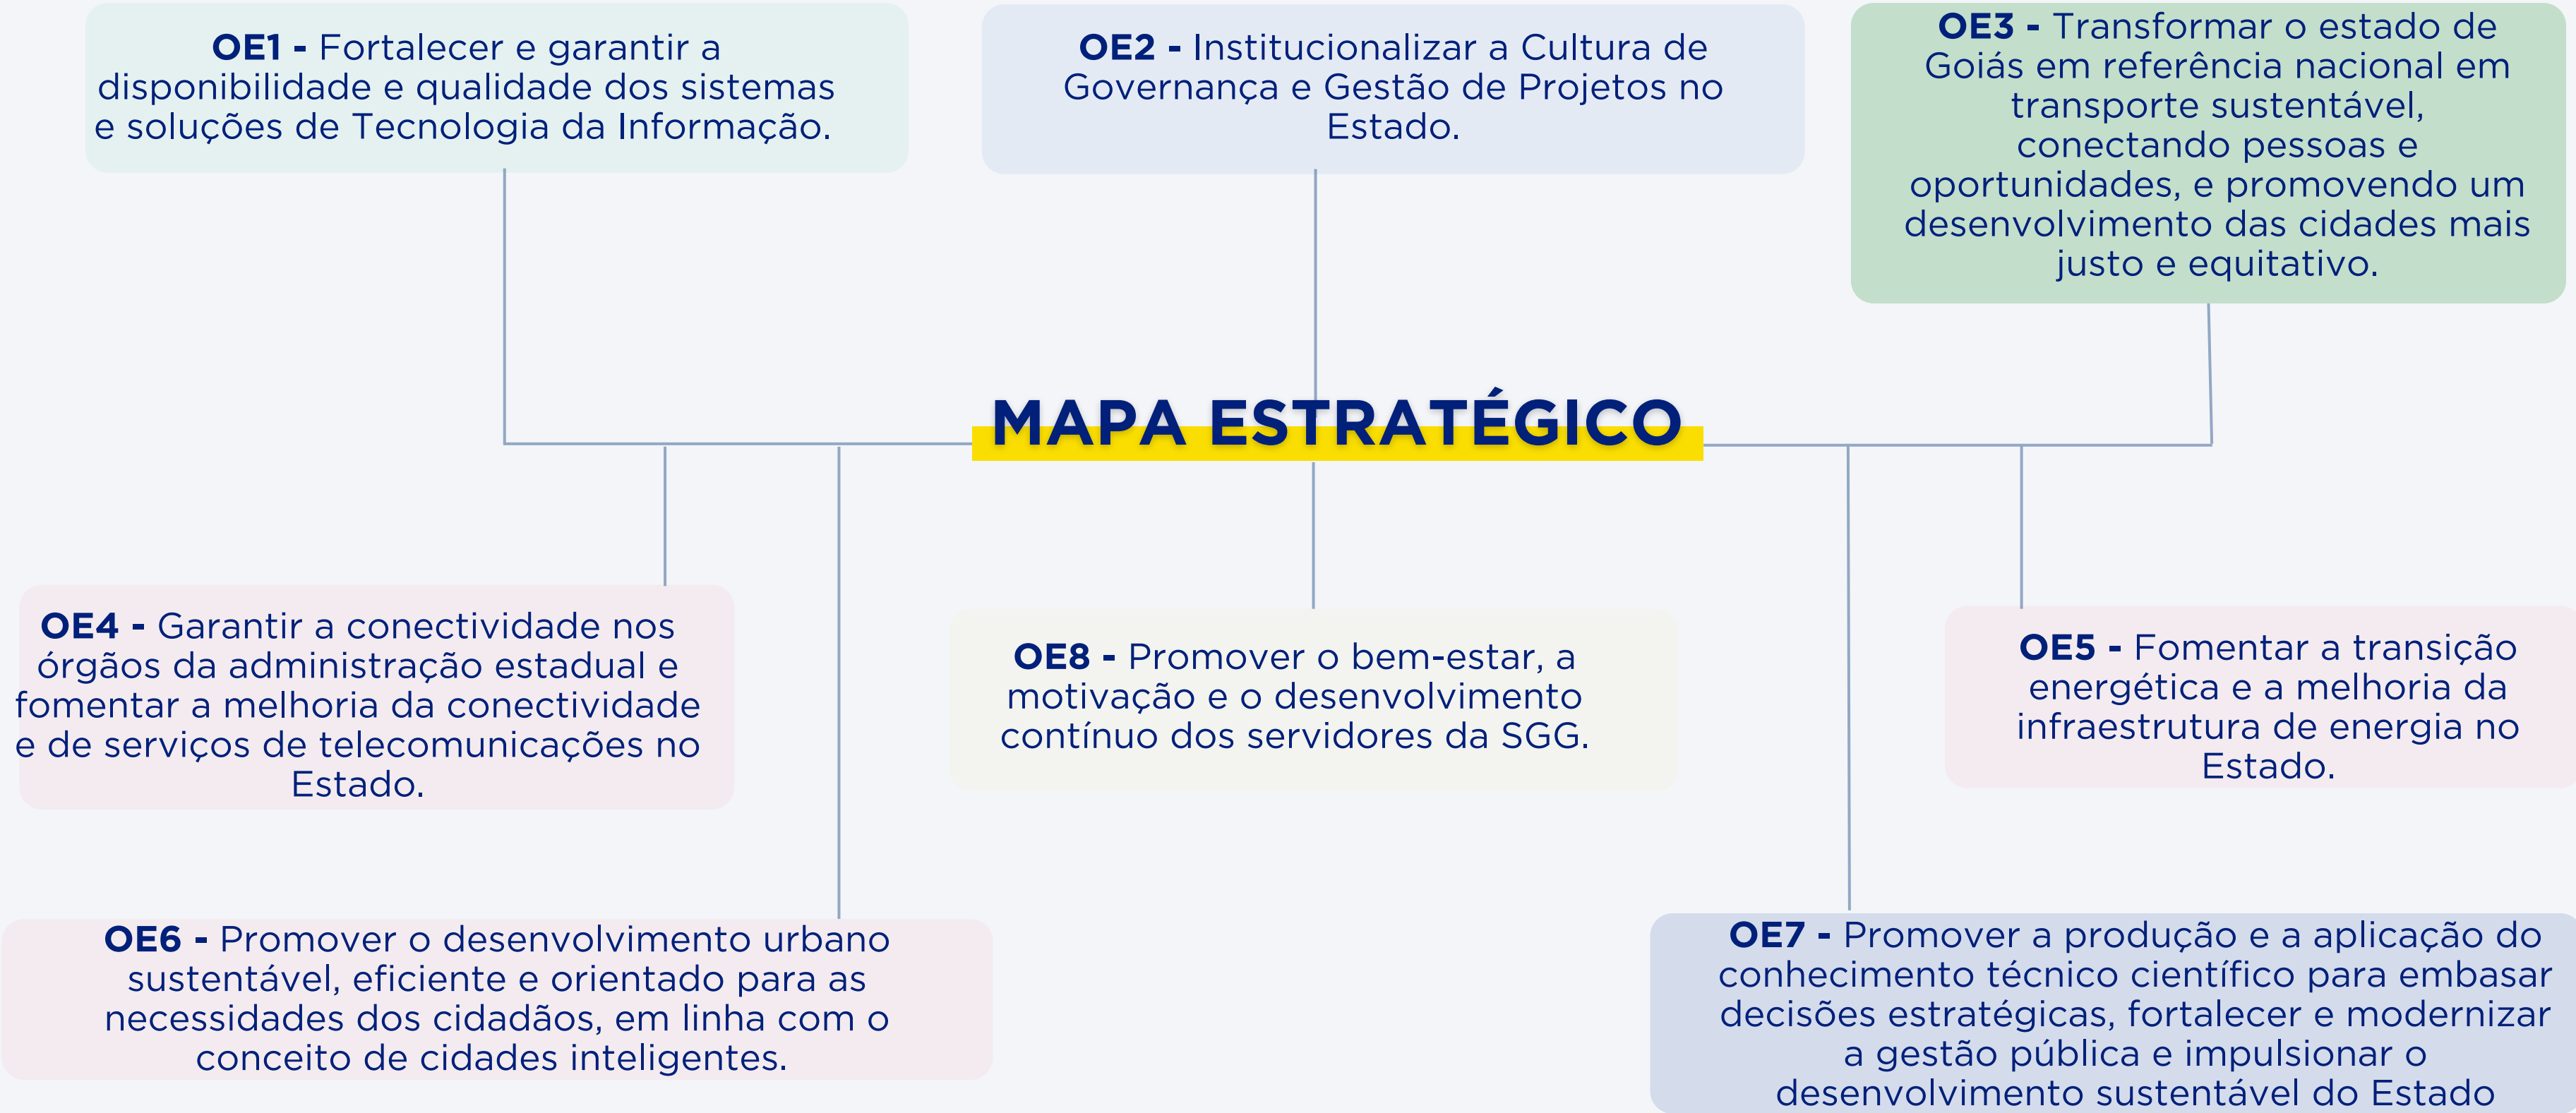 OE1 - Fortalecer e garantir a
disponibilidade e qualidade dos sistemas
e soluções de Tecnologia da Informação.
OE2 - Institucionalizar a Cultura de
Governança e Gestão de Projetos no
Estado.
OE3 - Transformar o estado de
Goiás em referência nacional em
transporte sustentável,
conectando pessoas e
oportunidades, e promovendo um
desenvolvimento das cidades mais
justo e equitativo.
MAPA ESTRATÉGICO
OE4 - Garantir a conectividade nos
órgãos da administração estadual e
fomentar a melhoria da conectividade
e de serviços de telecomunicações no
Estado.
OE8 - Promover o bem-estar, a
motivação e o desenvolvimento
contínuo dos servidores da SGG.
OE5 - Fomentar a transição
energética e a melhoria da
infraestrutura de energia no
Estado.
OE6 - Promover o desenvolvimento urbano
sustentável, eficiente e orientado para as
necessidades dos cidadãos, em linha com o
conceito de cidades inteligentes.
OE7 - Promover a produção e a aplicação do
conhecimento técnico científico para embasar
decisões estratégicas, fortalecer e modernizar
a gestão pública e impulsionar o
desenvolvimento sustentável do Estado